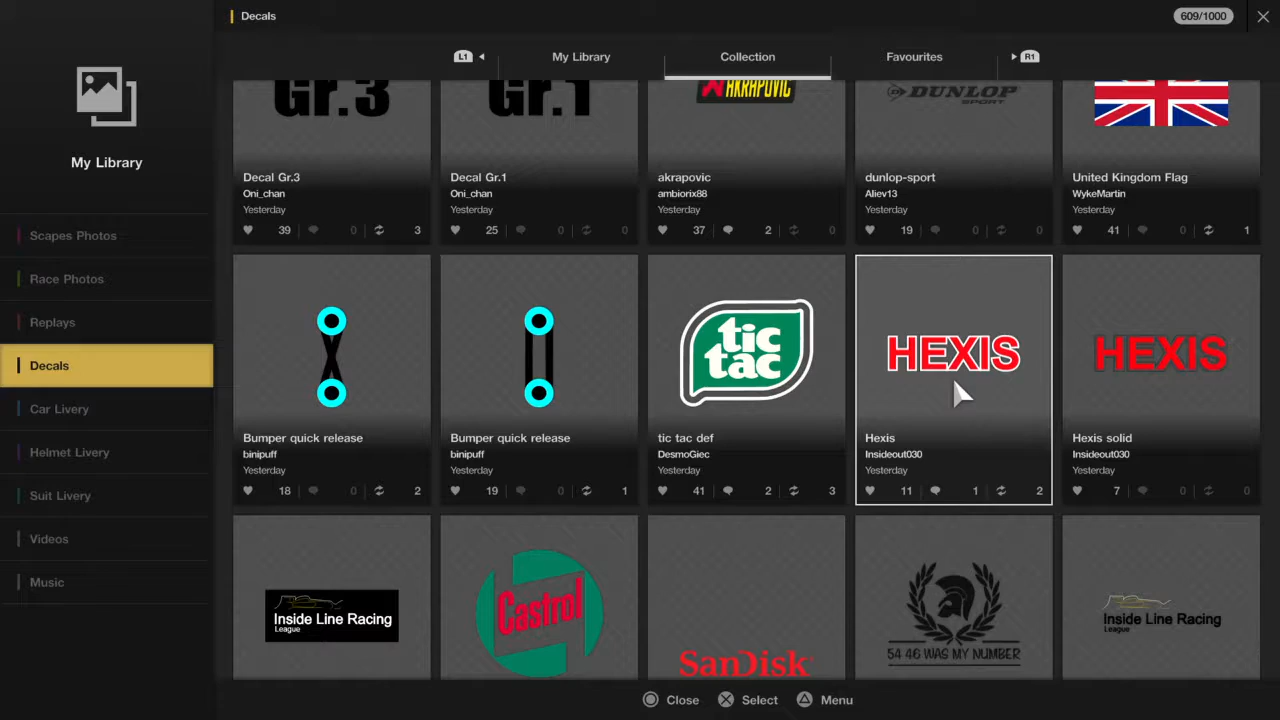 Decals
609/1000
My Library
L1
My Library
Collection
Favourites
R1
Gr.3
Gr.1
AKRAPOVIC
DUNLOP
SPORT
Decal Gr.3
Oni_chan
Yesterday
39 0 3
Decal Gr.1
Oni_chan
Yesterday
25 0 0
akrapovic
ambiorix88
Yesterday
37 2 0
dunlop-sport
Aliev13
Yesterday
19 0 0
United Kingdom Flag
WykeMartin
Yesterday
41 0 1
Scapes Photos
Race Photos
Replays
Decals
Car Livery
Helmet Livery
Suit Livery
Videos
Music
tic
tac
HEXIS
HEXIS
Bumper quick release
binipuff
Yesterday
18 0 2
Bumper quick release
binipuff
Yesterday
19 0 1
tic tac def
DesmoGiec
Yesterday
41 2 3
Hexis
Insideout030
Yesterday
11 1 2
Hexis solid
Insideout030
Yesterday
7 0 0
Inside Line Racing
League
Castrol
SanDisk
54 46 WAS MY NUMBER
Inside Line Racing
League
Close
Select
Menu